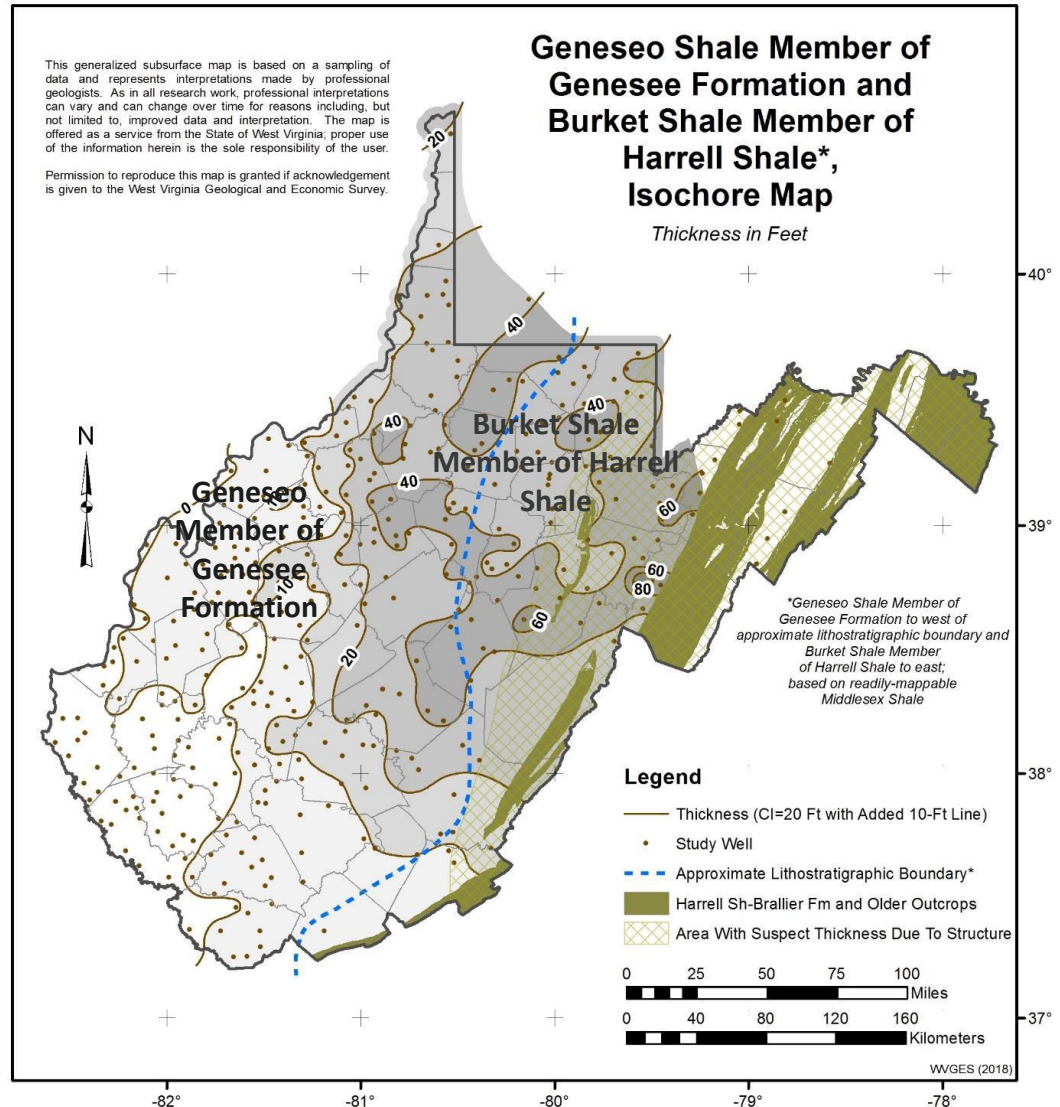 This generalized subsurface map is based on a sampling of
data and represents interpretations made by professional
geologists. As in all research work, professional interpretations
can vary and can change over time for reasons including, but
not limited to, improved data and interpretation. The map is
offered as a service from the State of West Virginia; proper use
of the information herein is the sole responsibility of the user.
Permission to reproduce this map is granted if acknowledgement
is given to the West Virginia Geological and Economic Survey.
Geneseo Shale Member of
Genesee Formation and
Burket Shale Member of
Harrell Shale*,
Isochore Map
Thickness in Feet
20
40°
40
40
40
Burket Shale
Member of Harrell
Shale
40
N
Geneseo
Member of
Genesee
Formation
0
10
60
39°
10
60
80
60
20
*Geneseo Shale Member of
Genesee Formation to west of
approximate lithostratigraphic boundary and
Burket Shale Member
of Harrell Shale to east;
based on readily-mappable
Middlesex Shale
38°
Legend
Thickness (CI=20 Ft with Added 10-Ft Line)
Study Well
Approximate Lithostratigraphic Boundary*
Harrell Sh-Brallier Fm and Older Outcrops
Area With Suspect Thickness Due To Structure
0 25 50 75 100
Miles
0 40 80 120 160
Kilometers
37°
WVGES (2018)
-82° -81° -80° -79° -78°